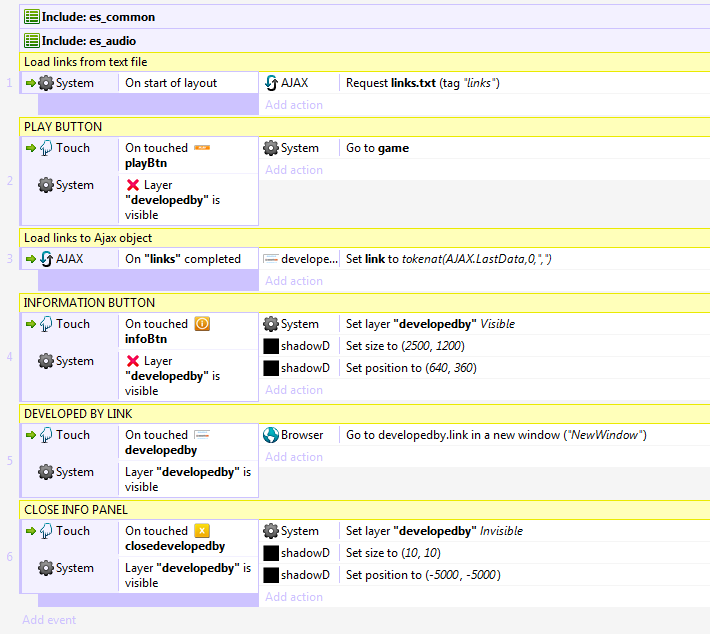 Include: es_common
Include: es_audio
Load links from text file
1 System On start of layout AJAX Request links.txt (tag "links")
Add action
PLAY BUTTON
2 Touch On touched playBtn System Go to game
System Layer "developedby" is visible Add action
Load links to Ajax object
3 AJAX On "links" completed develope... Set link to tokenat(AJAX.LastData,0,",")
Add action
INFORMATION BUTTON
4 Touch On touched infoBtn System Set layer "developedby" Visible
shadowD Set size to (2500, 1200)
System Layer "developedby" is visible shadowD Set position to (640, 360)
Add action
DEVELOPED BY LINK
5 Touch On touched developedby Browser Go to developedby.link in a new window ("NewWindow")
System Layer "developedby" is visible Add action
CLOSE INFO PANEL
6 Touch On touched closedevelopedby System Set layer "developedby" Invisible
shadowD Set size to (10, 10)
System Layer "developedby" is visible shadowD Set position to (-5000, -5000)
Add action
Add event